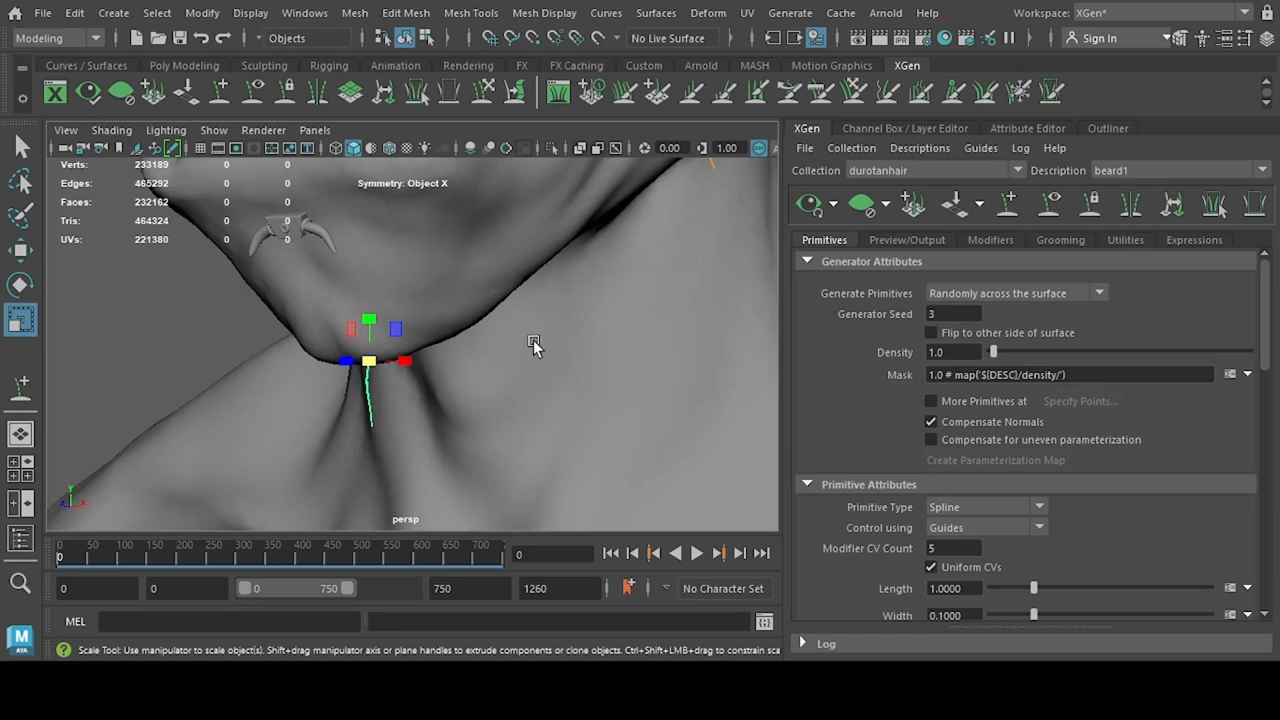 File Edit Create Select Modify Display Windows Mesh Edit Mesh Mesh Tools Mesh Display Curves Surfaces Deform UV Generate Cache Arnold Help Workspace: XGen*
Modeling Objects No Live Surface Sign In
Curves / Surfaces Poly Modeling Sculpting Rigging Animation Rendering FX FX Caching Custom Arnold MASH Motion Graphics XGen
View Shading Lighting Show Renderer Panels
0.00 1.00
Verts: 233189 0 0
Edges: 465292 0 0
Faces: 232162 0 0
Tris: 464324 0 0
UVs: 221380 0 0
Symmetry: Object X
persp
XGen Channel Box / Layer Editor Attribute Editor Outliner
File Collection Descriptions Guides Log Help
Collection durotanhair Description beard1
Primitives Preview/Output Modifiers Grooming Utilities Expressions
Generator Attributes
Generate Primitives Randomly across the surface
Generator Seed 3
Flip to other side of surface
Density 1.0
Mask 1.0 # map('${DESC}/density/')
More Primitives at Specify Points...
Compensate Normals
Compensate for uneven parameterization
Create Parameterization Map
Primitive Attributes
Primitive Type Spline
Control using Guides
Modifier CV Count 5
Uniform CVs
Length 1.0000
Width 0.1000
Log
0 50 100 150 200 250 300 350 400 450 500 550 600 650 700
0 0
0 0 0 750 750 1260 No Character Set
MEL
Scale Tool: Use manipulator to scale object(s). Shift+drag manipulator axis or plane handles to extrude components or clone objects. Ctrl+Shift+LMB+drag to constrain sca